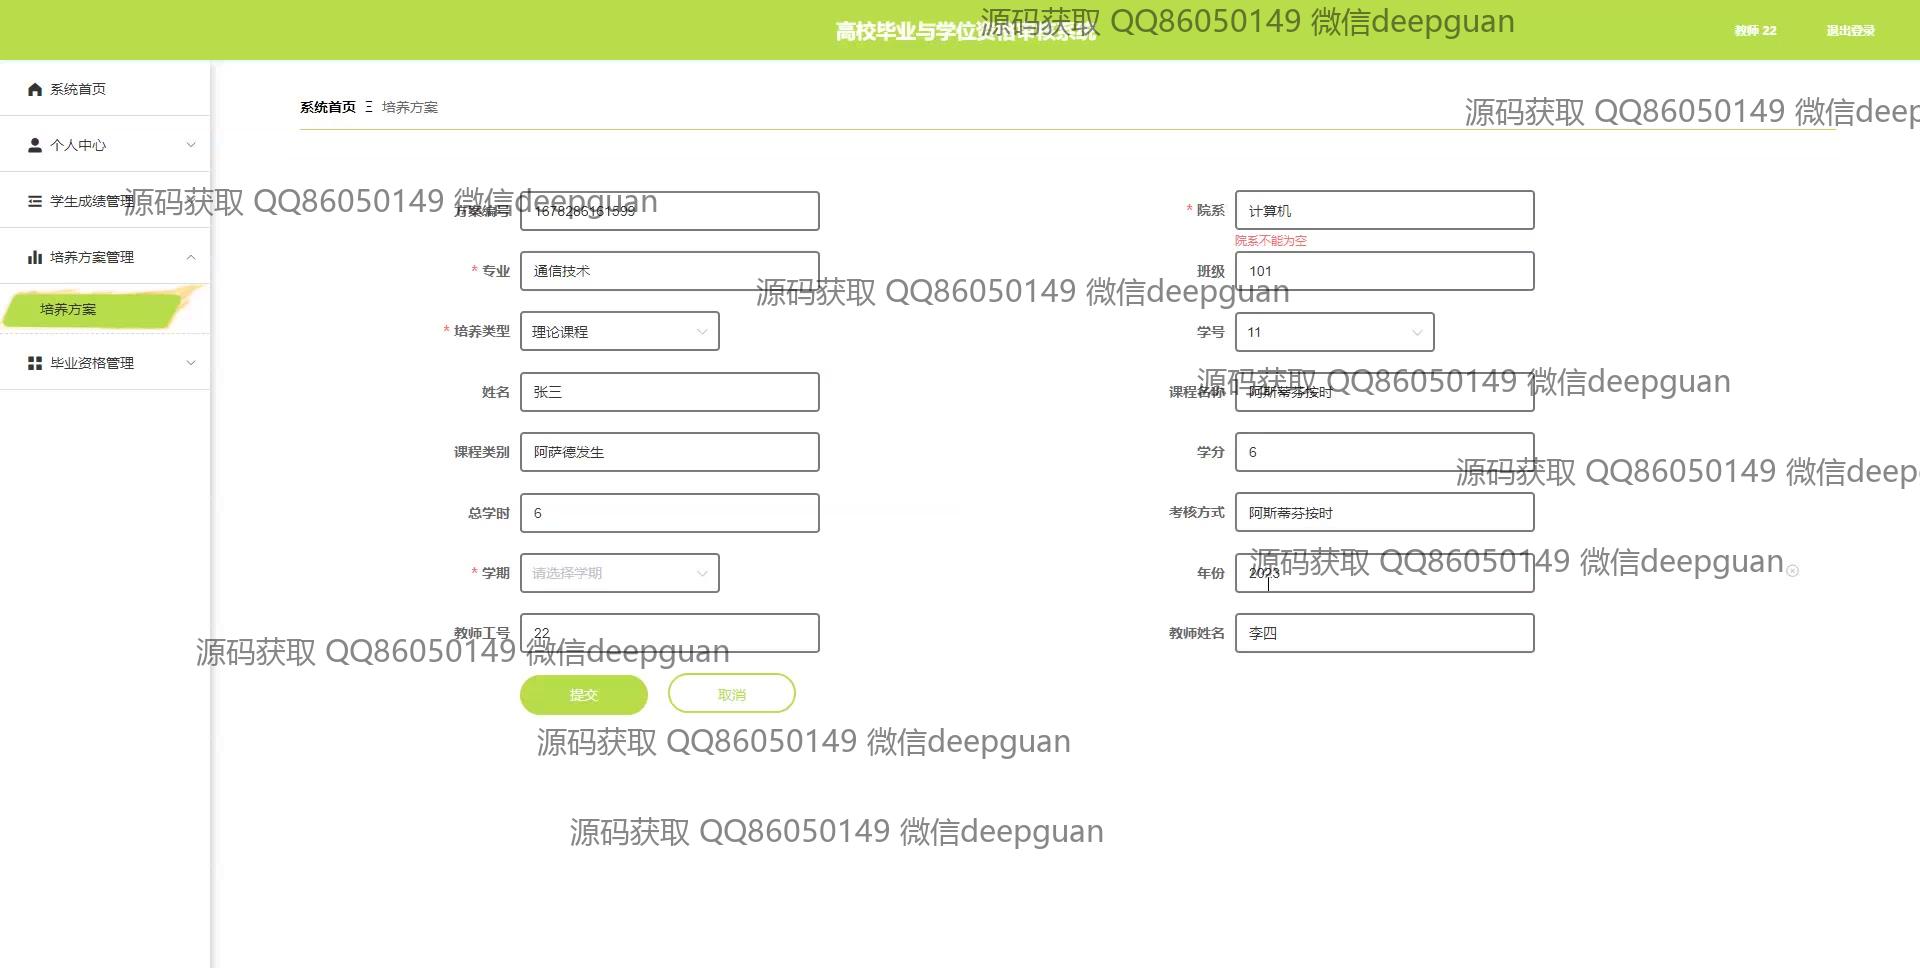 高校毕业与学位资格审核系统
源码获取 QQ86050149 微信deepguan
教师 22
退出登录
系统首页
系统首页 Ξ 培养方案
源码获取 QQ86050149 微信deep
个人中心
学生成绩管理
源码获取 QQ86050149 微信deepguan
方案编号 1678286161599
* 院系 计算机
院系不能为空
培养方案管理
* 专业 通信技术
班级 101
源码获取 QQ86050149 微信deepguan
培养方案
* 培养类型 理论课程
学号 11
毕业资格管理
源码获取 QQ86050149 微信deepguan
姓名 张三
课程名称 阿斯蒂芬按时
课程类别 阿萨德发生
学分 6
源码获取 QQ86050149 微信deep
总学时 6
考核方式 阿斯蒂芬按时
源码获取 QQ86050149 微信deepguan
* 学期 请选择学期
年份 2023
教师工号 22
教师姓名 李四
源码获取 QQ86050149 微信deepguan
提交
取消
源码获取 QQ86050149 微信deepguan
源码获取 QQ86050149 微信deepguan